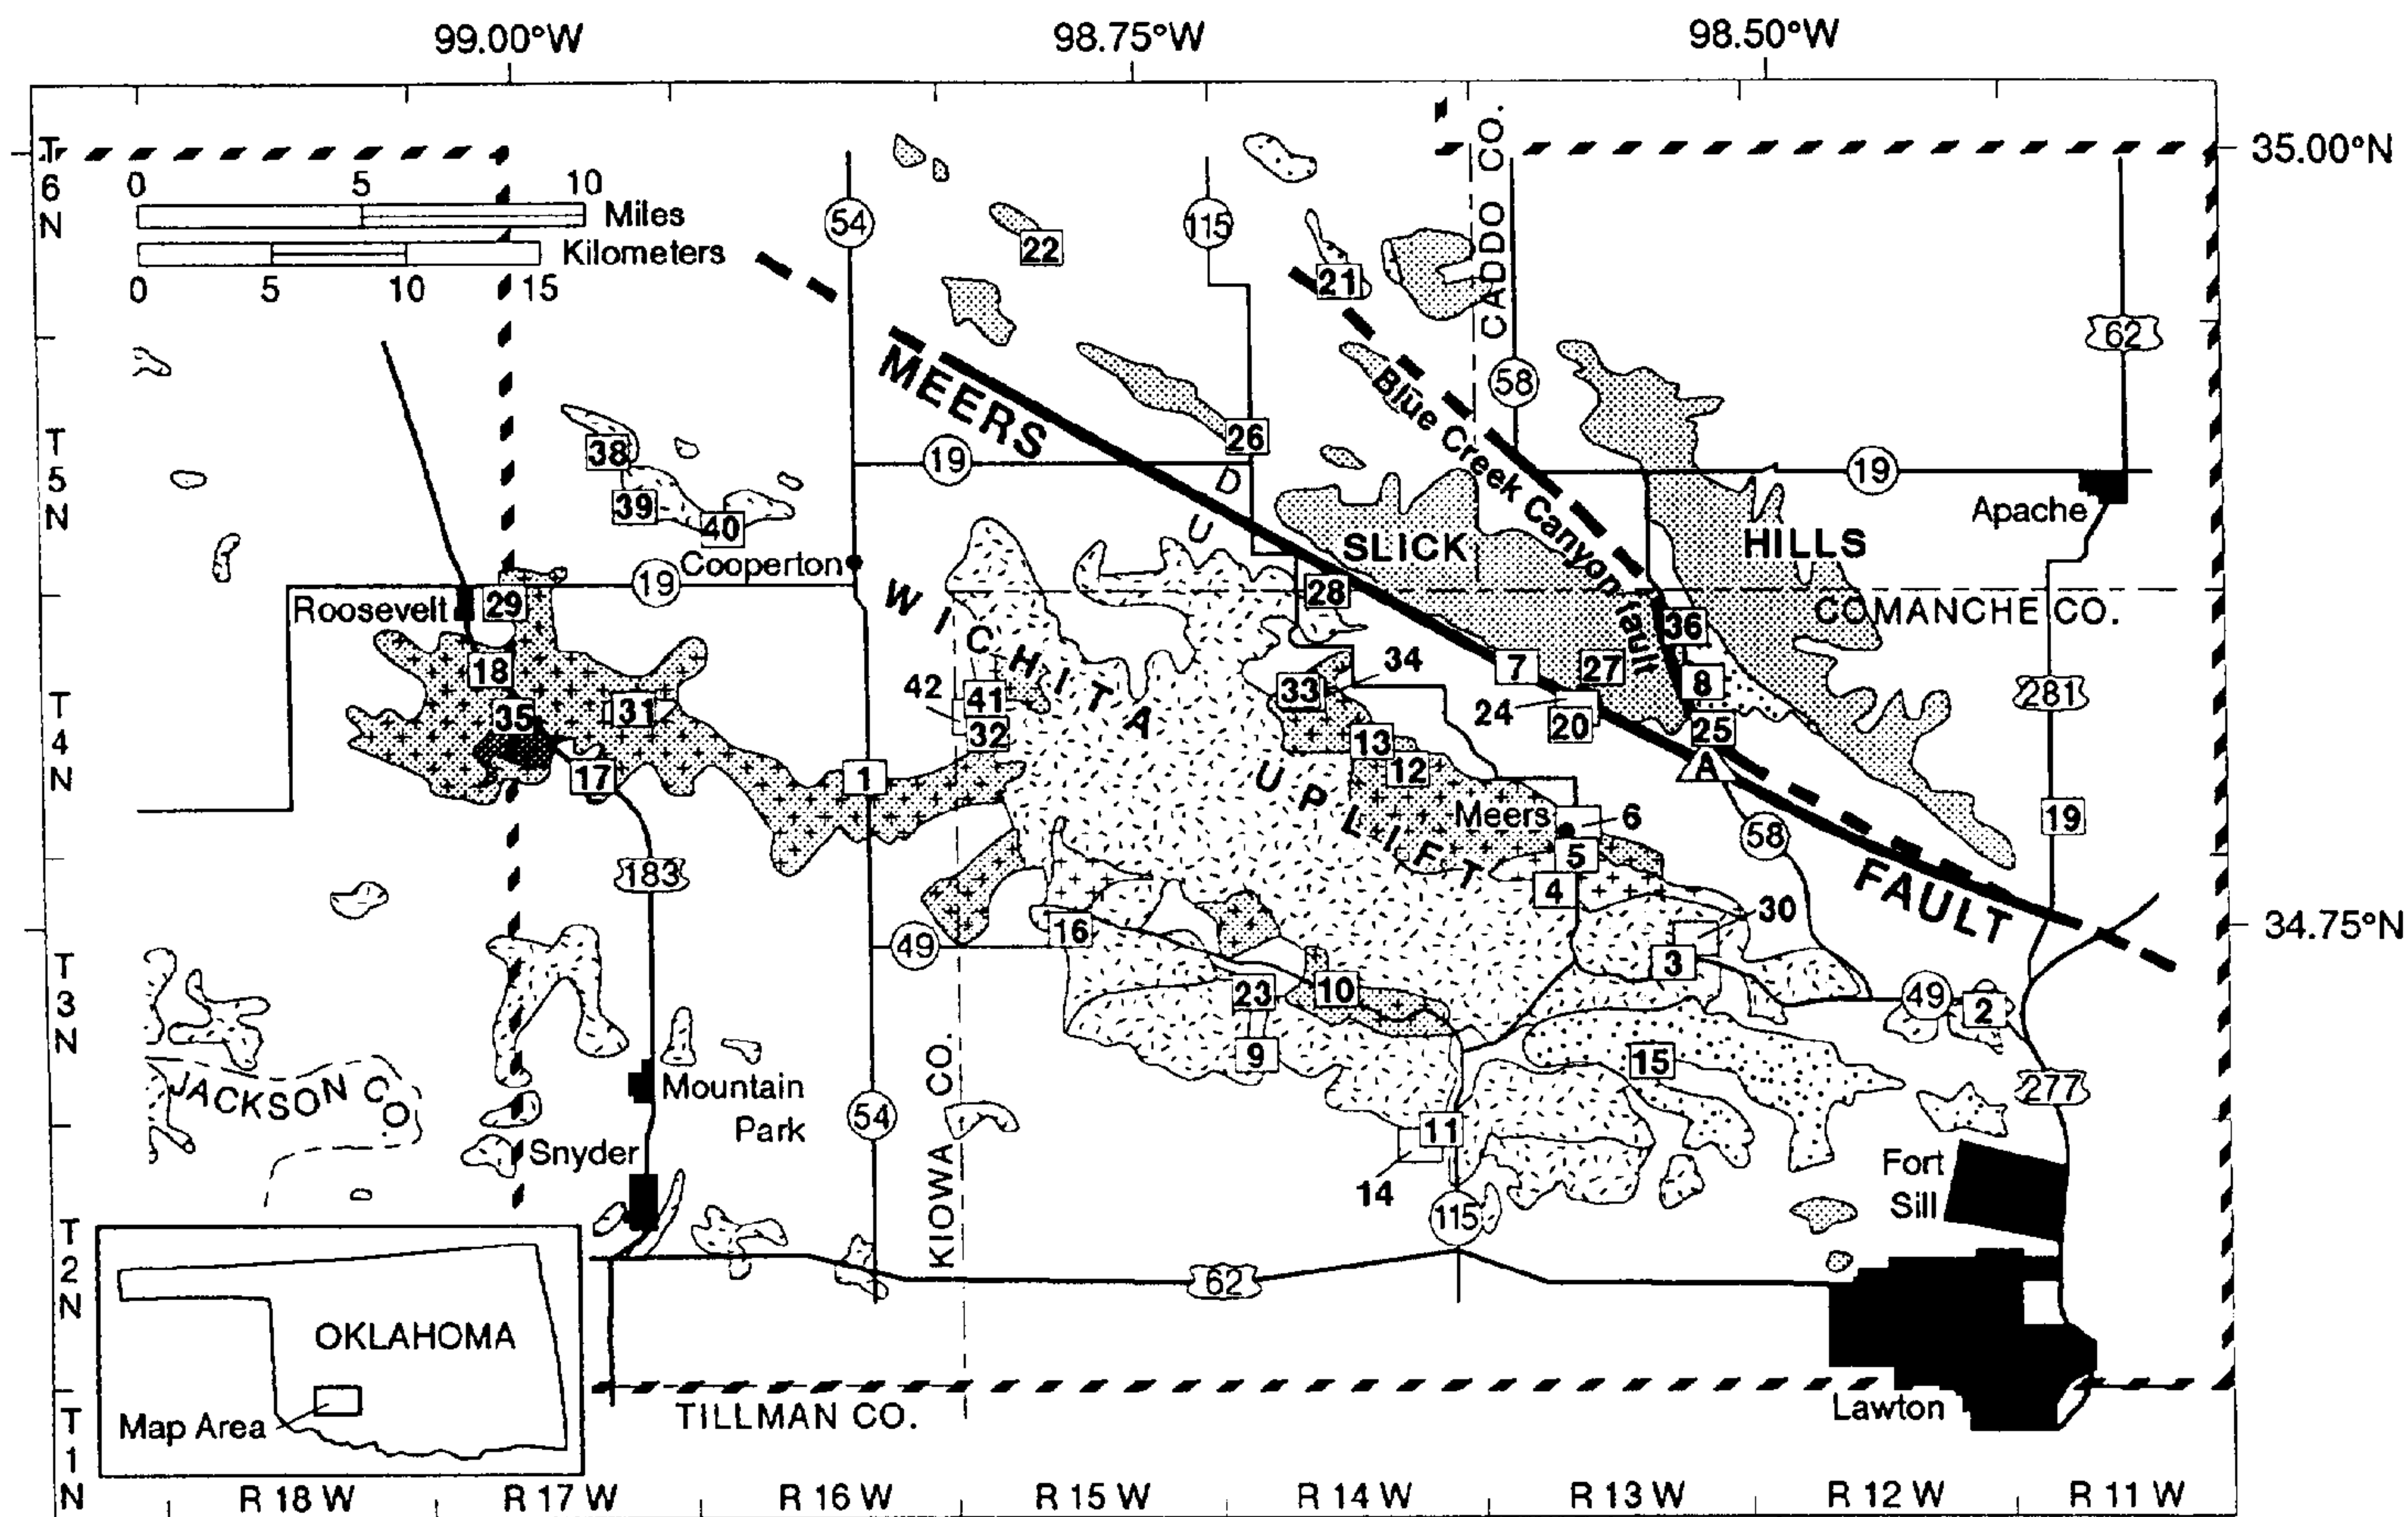 99.00°W
98.75°W
98.50°W
35.00°N
34.75°N
T
6
N
T
5
N
T
4
N
T
3
N
T
2
N
T
1
N
0 5 10
Miles
Kilometers
0 5 10 15
54
115
22
21
CADDO CO.
58
62
MEERS
Blue Creek Canyon fault
26
19
D
U
19
Apache
38
39
40
Cooperton
SLICK
HILLS
19
Roosevelt
29
28
COMANCHE CO.
36
WICHITA
18
42
41
32
33
34
7
27
8
281
35
31
24
20
25
17
1
13
12
A
UPLIFT
Meers
6
5
4
58
19
183
FAULT
30
16
49
3
23
10
49
2
9
15
JACKSON CO.
Mountain
Park
54
277
KIOWA CO.
Snyder
11
14
115
Fort
Sill
62
OKLAHOMA
Map Area
TILLMAN CO.
Lawton
R 18 W R 17 W R 16 W R 15 W R 14 W R 13 W R 12 W R 11 W